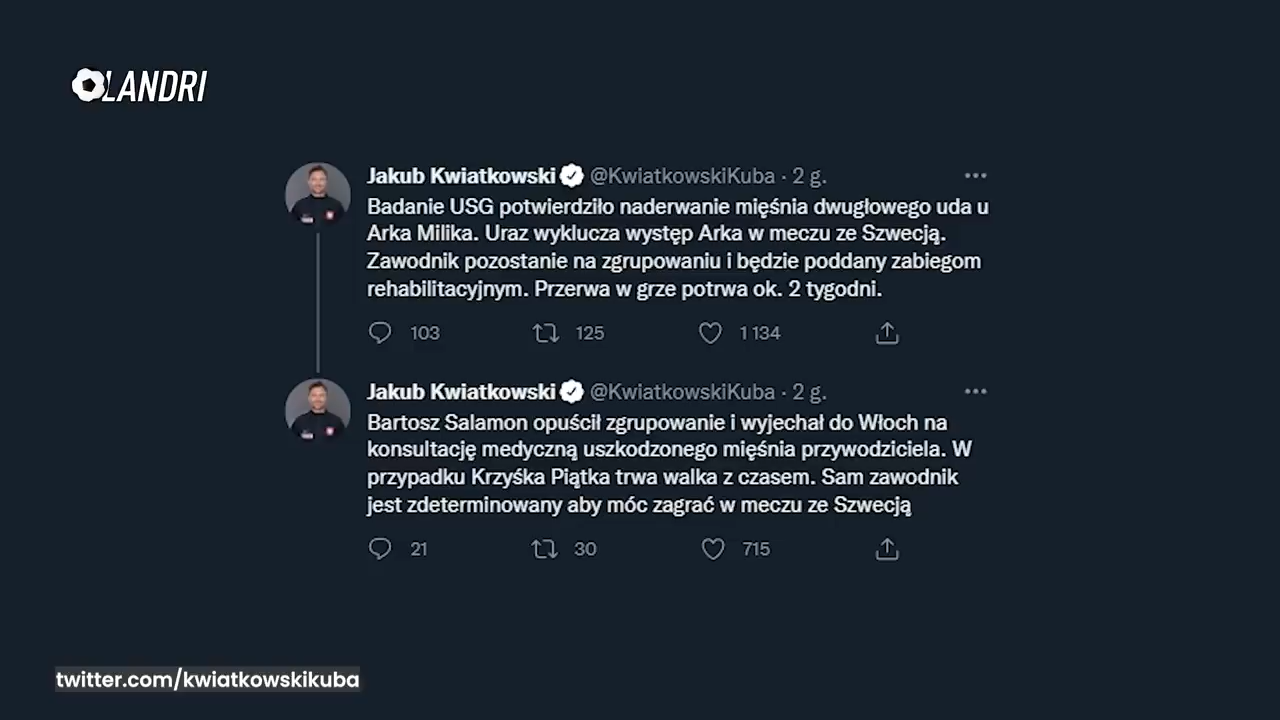 LANDRI
Jakub Kwiatkowski @KwiatkowskiKuba · 2 g.
Badanie USG potwierdziło naderwanie mięśnia dwugłowego uda u
Arka Milika. Uraz wyklucza występ Arka w meczu ze Szwecją.
Zawodnik pozostanie na zgrupowaniu i będzie poddany zabiegom
rehabilitacyjnym. Przerwa w grze potrwa ok. 2 tygodni.
103 125 1 134
Jakub Kwiatkowski @KwiatkowskiKuba · 2 g.
Bartosz Salamon opuścił zgrupowanie i wyjechał do Włoch na
konsultację medyczną uszkodzonego mięśnia przywodziciela. W
przypadku Krzyśka Piątka trwa walka z czasem. Sam zawodnik
jest zdeterminowany aby móc zagrać w meczu ze Szwecją
21 30 715
twitter.com/kwiatkowskikuba